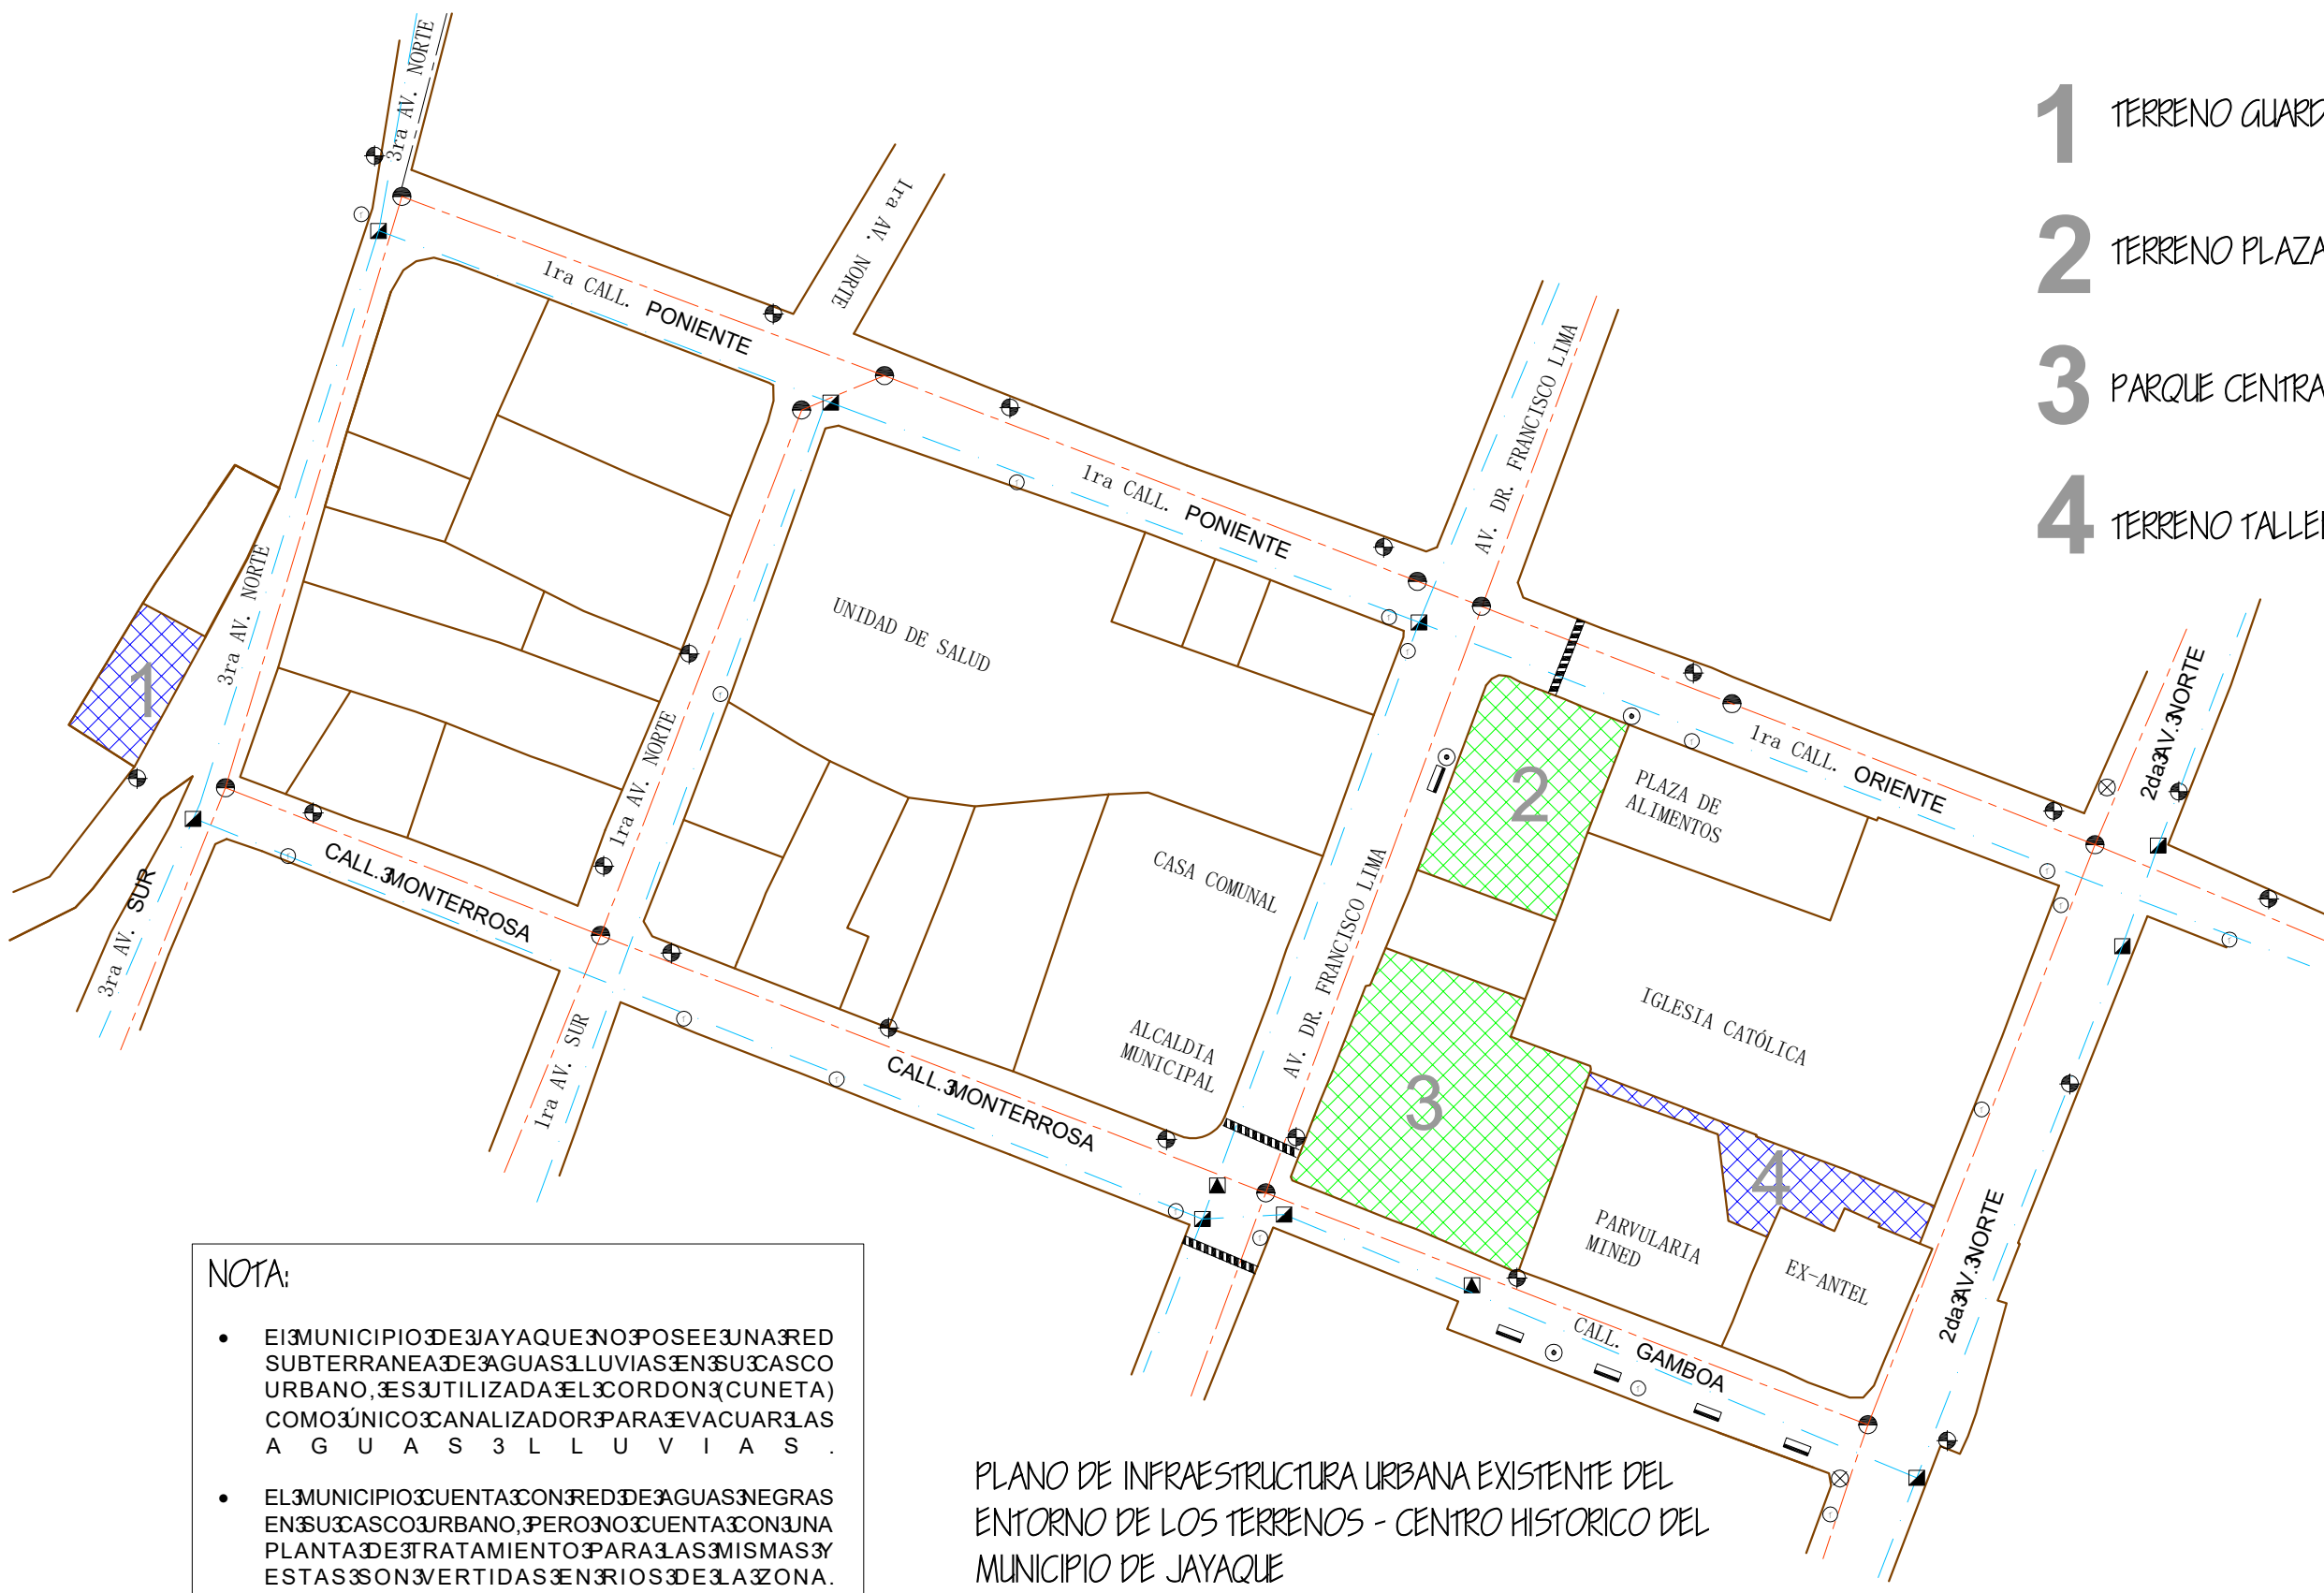 1 TERRENO GUARD
2 TERRENO PLAZA
3 PARQUE CENTRA
4 TERRENO TALLE
3ra AV. NORTE
1ra AV. NORTE
1ra CALL. PONIENTE
1ra CALL. PONIENTE
AV. DR. FRANCISCO LIMA
3ra AV. NORTE
1
UNIDAD DE SALUD
2da3AV.3NORTE
1ra CALL. ORIENTE
2
PLAZA DE
ALIMENTOS
1ra AV. NORTE
CALL.3MONTERROSA
3ra AV. SUR
CASA COMUNAL
AV. DR. FRANCISCO LIMA
IGLESIA CATÓLICA
ALCALDIA
MUNICIPAL
1ra AV. SUR
CALL.3MONTERROSA
3
4
PARVULARIA
MINED
EX-ANTEL
2da3AV.3NORTE
CALL. GAMBOA
NOTA:
• El3MUNICIPIO3DE3JAYAQUE3NO3POSEE3UNA3RED
SUBTERRANEA3DE3AGUAS3LLUVIAS3EN3SU3CASCO
URBANO,3ES3UTILIZADA3EL3CORDON3(CUNETA)
COMO3ÚNICO3CANALIZADOR3PARA3EVACUAR3LAS
A G U A S 3 L L U V I A S .
• EL3MUNICIPIO3CUENTA3CON3RED3DE3AGUAS3NEGRAS
EN3SU3CASCO3URBANO,3PERO3NO3CUENTA3CON3UNA
PLANTA3DE3TRATAMIENTO3PARA3LAS3MISMAS3Y
ESTAS3SON3VERTIDAS3EN3RIOS3DE3LA3ZONA.
PLANO DE INFRAESTRUCTURA URBANA EXISTENTE DEL
ENTORNO DE LOS TERRENOS - CENTRO HISTORICO DEL
MUNICIPIO DE JAYAQUE